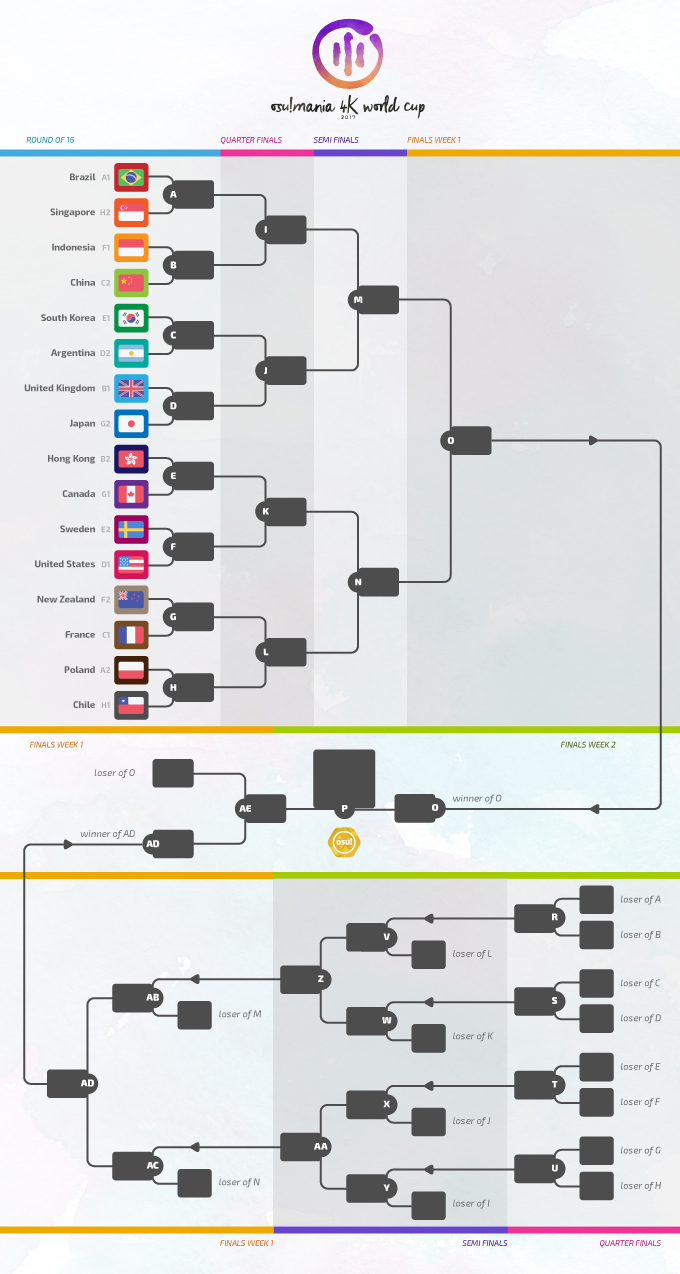 osu!mania 4K world cup
2017
ROUND OF 16
QUARTER FINALS
SEMI FINALS
FINALS WEEK 1
Brazil A1
A
Singapore H2
I
Indonesia F1
B
China C2
M
South Korea E1
C
Argentina D2
J
United Kingdom B1
D
Japan G2
O
Hong Kong B2
E
Canada G1
K
Sweden E2
F
United States D1
N
New Zealand F2
G
France C1
L
Poland A2
H
Chile H1
FINALS WEEK 1
FINALS WEEK 2
loser of O
winner of O
AE
P
O
osu!
winner of AD
AD
loser of A
R
loser of B
V
loser of L
Z
loser of C
S
loser of D
W
loser of K
AB
loser of M
loser of E
T
loser of F
AD
X
loser of J
AA
loser of G
U
loser of H
AC
loser of N
Y
loser of I
FINALS WEEK 1
SEMI FINALS
QUARTER FINALS